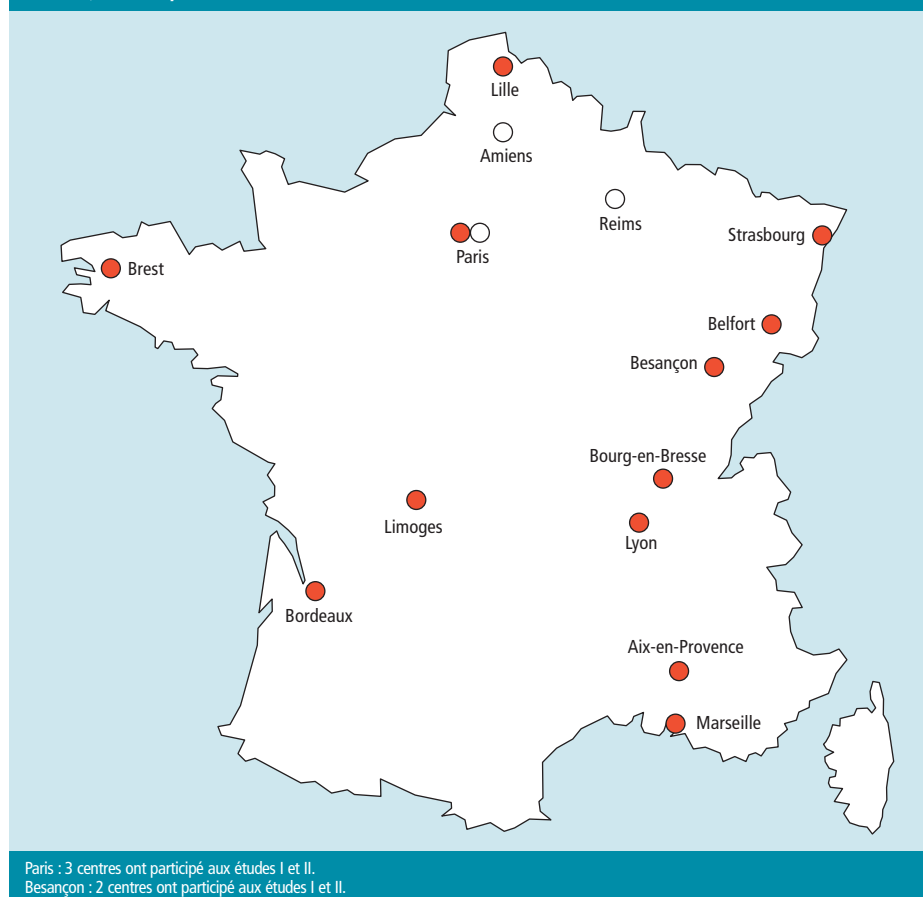 Lille
Amiens
Reims
Paris
Strasbourg
Brest
Belfort
Besançon
Bourg-en-Bresse
Limoges
Lyon
Bordeaux
Aix-en-Provence
Marseille
Paris : 3 centres ont participé aux études I et II.
Besançon : 2 centres ont participé aux études I et II.